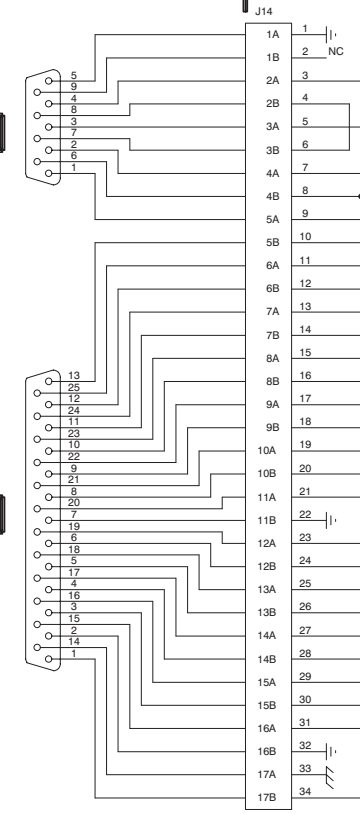 J14
1A 1
1B 2 NC
5 2A 3
9
4 2B 4
8
3 3A 5
7 3B 6
2
6 4A 7
1 4B 8
5A 9
5B 10
6A 11
6B 12
7A 13
7B 14
8A 15
13 8B 16
25
12 9A 17
24
11 9B 18
23
10 10A 19
22
9 10B 20
21
8 11A 21
20
7 11B 22
19
6 12A 23
18
5 12B 24
17
4 13A 25
16
3 13B 26
15
2 14A 27
14
1 14B 28
15A 29
15B 30
16A 31
16B 32
17A 33
17B 34